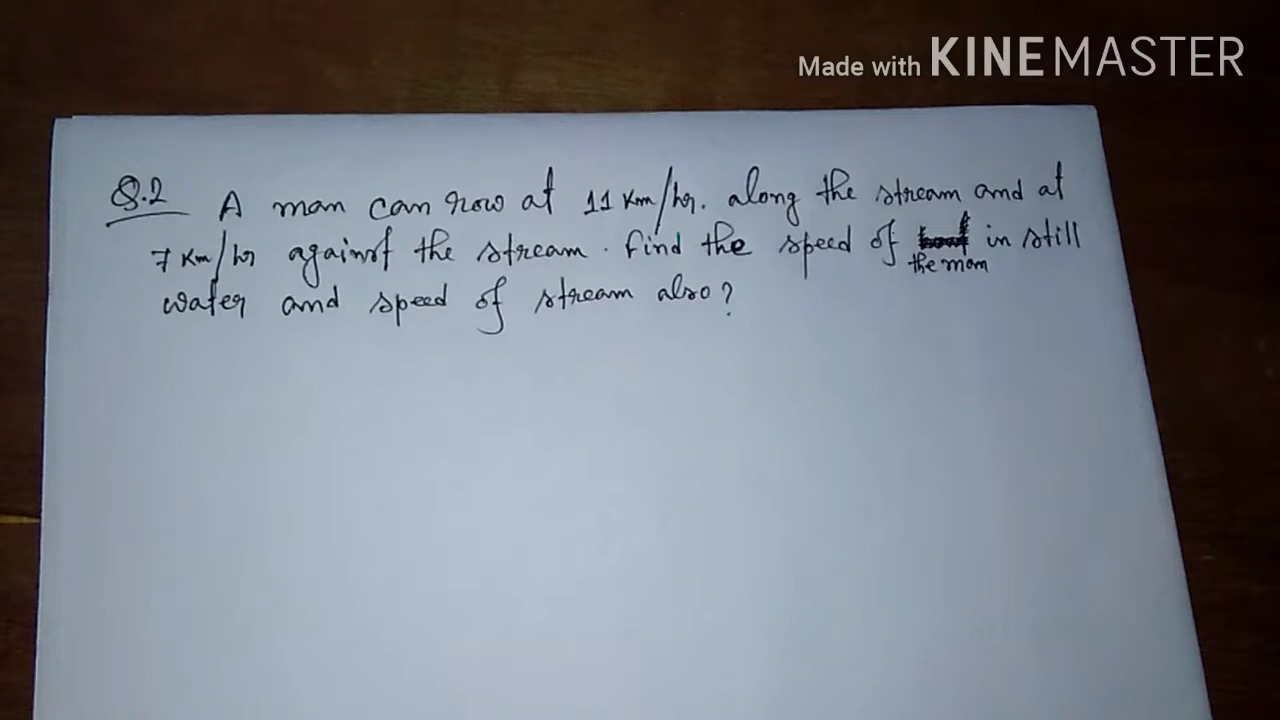 Made with KINEMASTER
Q.2 A man can row at 11 Km/hr. along the stream and at
7 Km/hr against the stream. Find the speed of in still
the man
water and speed of stream also?